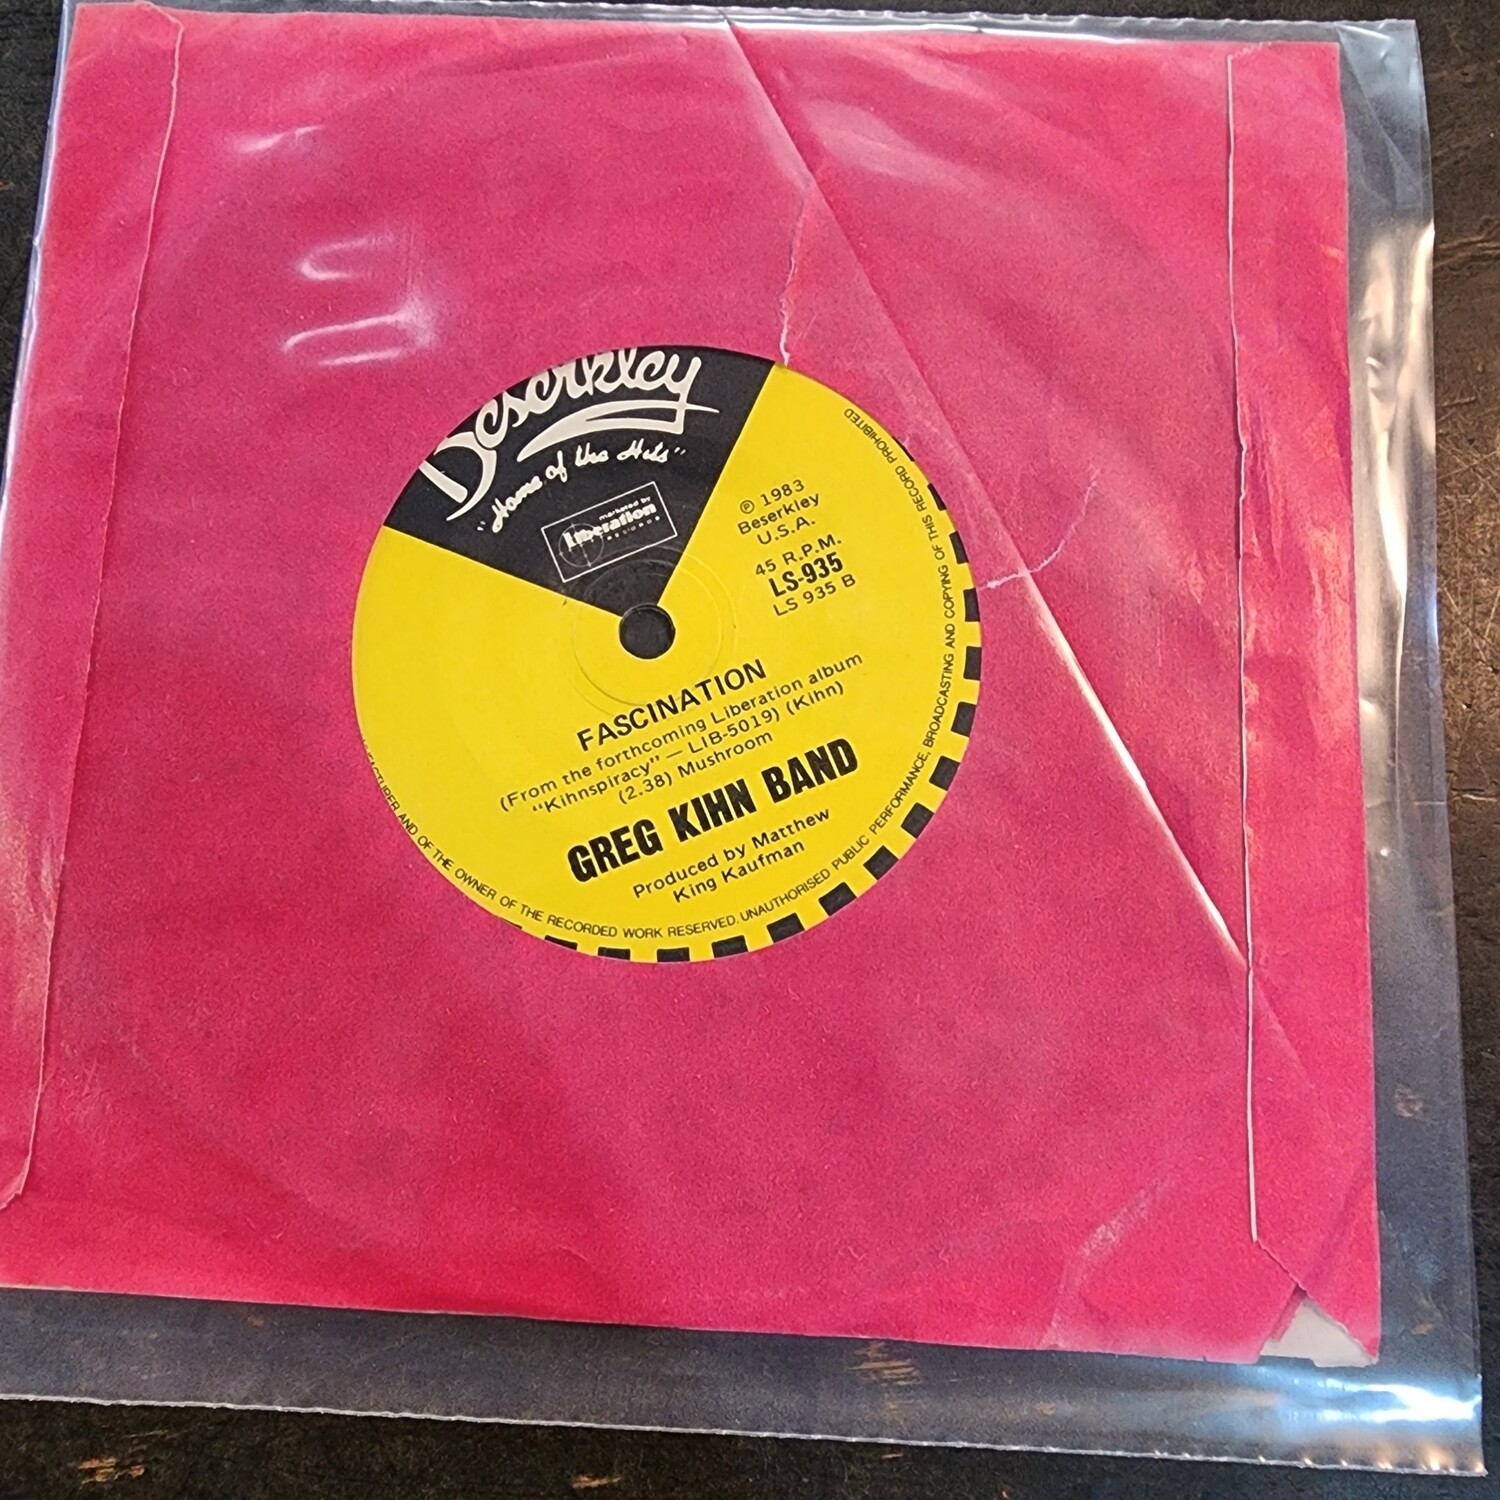 Beserkley
"Home of the Hits"
marketed by
liberation
RECORDS
℗ 1983
Beserkley
U.S.A.
45 R.P.M.
LS-935
LS 935 B
FASCINATION
(From the forthcoming Liberation album
"Kihnspiracy" — LIB-5019) (Kihn)
(2.38) Mushroom
GREG KIHN BAND
Produced by Matthew
King Kaufman
AND OF THE OWNER OF THE RECORDED WORK RESERVED. UNAUTHORISED PUBLIC PERFORMANCE, BROADCASTING AND COPYING OF THIS RECORD PROHIBITED